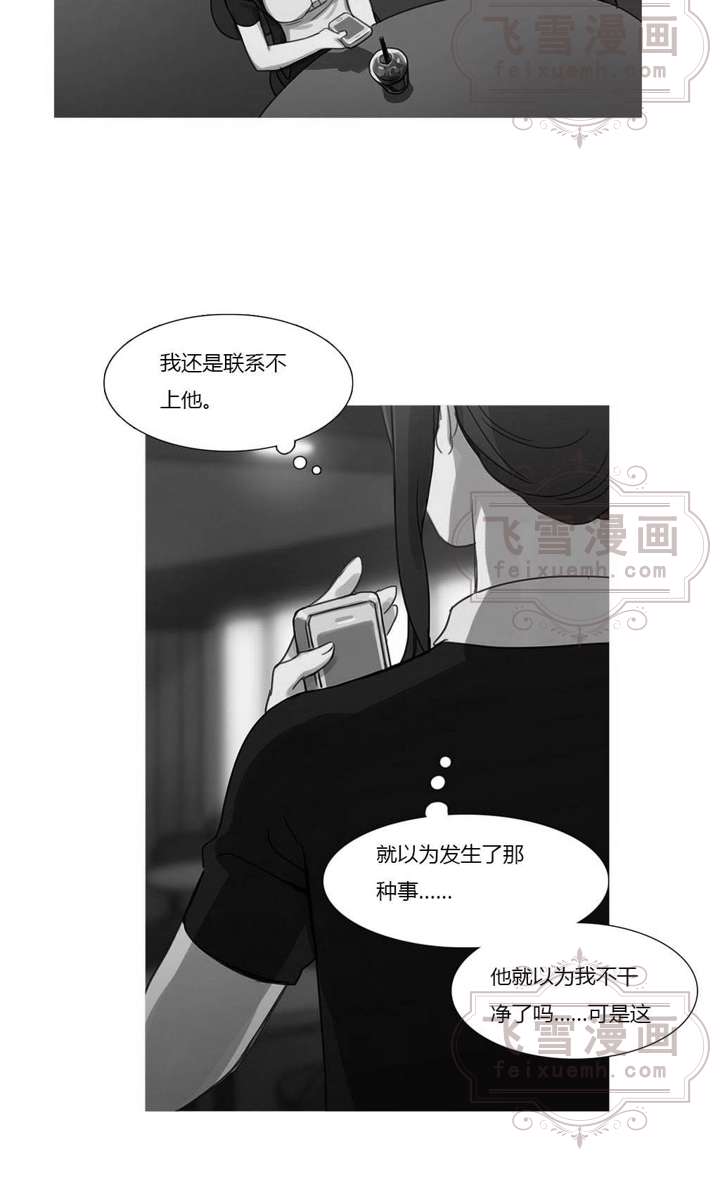 飞雪漫画
feixuemh.com
我还是联系不
上他。
飞雪漫画
feixuemh.com
就以为发生了那
种事……
他就以为我不干
净了吗……可是这
飞雪漫画
feixuemh.com